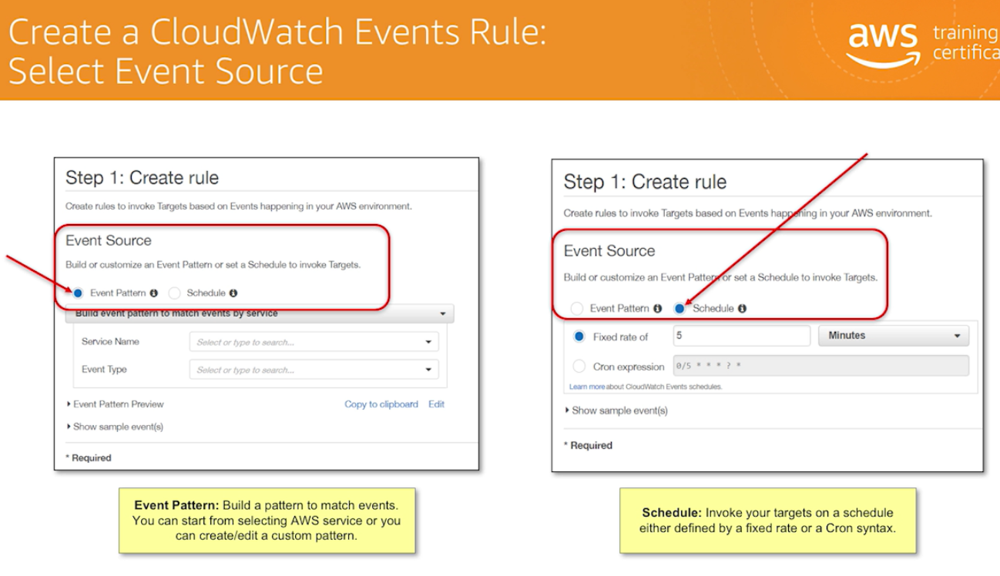 Create a CloudWatch Events Rule:
Select Event Source
aws training
certifica
Step 1: Create rule
Create rules to invoke Targets based on Events happening in your AWS environment.
Event Source
Build or customize an Event Pattern or set a Schedule to invoke Targets.
Event Pattern Schedule
Build event pattern to match events by service
Service Name Select or type to search...
Event Type Select or type to search...
Event Pattern Preview Copy to clipboard Edit
Show sample event(s)
* Required
Event Pattern: Build a pattern to match events.
You can start from selecting AWS service or you
can create/edit a custom pattern.
Step 1: Create rule
Create rules to invoke Targets based on Events happening in your AWS environment.
Event Source
Build or customize an Event Pattern or set a Schedule to invoke Targets.
Event Pattern Schedule
Fixed rate of 5 Minutes
Cron expression 0/5 * * * ? *
Learn more about CloudWatch Events schedules.
Show sample event(s)
* Required
Schedule: Invoke your targets on a schedule
either defined by a fixed rate or a Cron syntax.